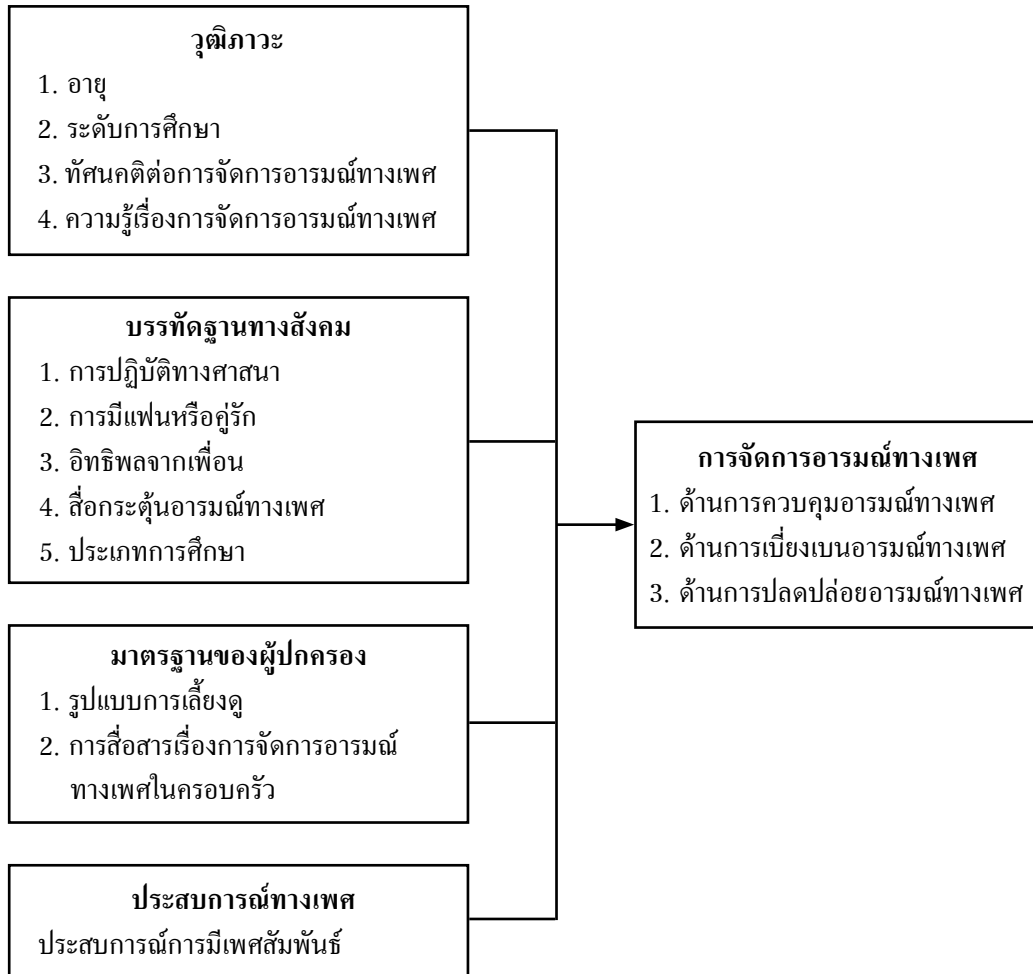 วุฒิภาวะ
1. อายุ
2. ระดับการศึกษา
3. ทัศนคติต่อการจัดการอารมณ์ทางเพศ
4. ความรู้เรื่องการจัดการอารมณ์ทางเพศ
บรรทัดฐานทางสังคม
1. การปฏิบัติทางศาสนา
2. การมีแฟนหรือคู่รัก
3. อิทธิพลจากเพื่อน
4. สื่อกระตุ้นอารมณ์ทางเพศ
5. ประเภทการศึกษา
มาตรฐานของผู้ปกครอง
1. รูปแบบการเลี้ยงดู
2. การสื่อสารเรื่องการจัดการอารมณ์
ทางเพศในครอบครัว
ประสบการณ์ทางเพศ
ประสบการณ์การมีเพศสัมพันธ์
การจัดการอารมณ์ทางเพศ
1. ด้านการควบคุมอารมณ์ทางเพศ
2. ด้านการเบี่ยงเบนอารมณ์ทางเพศ
3. ด้านการปลดปล่อยอารมณ์ทางเพศ